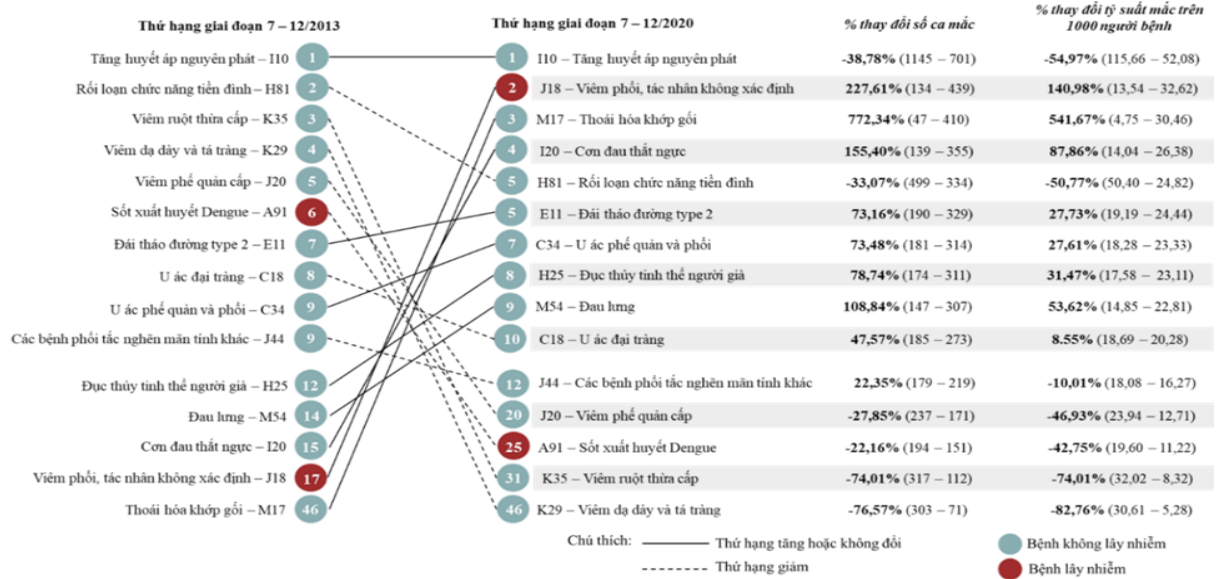 Thứ hạng giai đoạn 7 – 12/2013
Thứ hạng giai đoạn 7 – 12/2020
% thay đổi số ca mắc
% thay đổi tỷ suất mắc trên
1000 người bệnh
Tăng huyết áp nguyên phát – I10 1 1 I10 – Tăng huyết áp nguyên phát -38,78% (1145 – 701) -54,97% (115,66 – 52,08)
Rối loạn chức năng tiền đình – H81 2 2 J18 – Viêm phổi, tác nhân không xác định 227,61% (134 – 439) 140,98% (13,54 – 32,62)
Viêm ruột thừa cấp – K35 3 3 M17 – Thoái hóa khớp gối 772,34% (47 – 410) 541,67% (4,75 – 30,46)
Viêm dạ dày và tá tràng – K29 4 4 I20 – Cơn đau thắt ngực 155,40% (139 – 355) 87,86% (14,04 – 26,38)
Viêm phế quản cấp – J20 5 5 H81 – Rối loạn chức năng tiền đình -33,07% (499 – 334) -50,77% (50,40 – 24,82)
Sốt xuất huyết Dengue – A91 6 5 E11 – Đái tháo đường type 2 73,16% (190 – 329) 27,73% (19,19 – 24,44)
Đái tháo đường type 2 – E11 7 7 C34 – U ác phế quản và phổi 73,48% (181 – 314) 27,61% (18,28 – 23,33)
U ác đại tràng – C18 8 8 H25 – Đục thủy tinh thể người già 78,74% (174 – 311) 31,47% (17,58 – 23,11)
U ác phế quản và phổi – C34 9 9 M54 – Đau lưng 108,84% (147 – 307) 53,62% (14,85 – 22,81)
Các bệnh phổi tắc nghẽn mãn tính khác – J44 9 10 C18 – U ác đại tràng 47,57% (185 – 273) 8.55% (18,69 – 20,28)
Đục thủy tinh thể người già – H25 12 12 J44 – Các bệnh phổi tắc nghẽn mãn tính khác 22,35% (179 – 219) -10,01% (18,08 – 16,27)
Đau lưng – M54 14 20 J20 – Viêm phế quản cấp -27,85% (237 – 171) -46,93% (23,94 – 12,71)
Cơn đau thắt ngực – I20 15 25 A91 – Sốt xuất huyết Dengue -22,16% (194 – 151) -42,75% (19,60 – 11,22)
Viêm phổi, tác nhân không xác định – J18 17 31 K35 – Viêm ruột thừa cấp -74,01% (317 – 112) -74,01% (32,02 – 8,32)
Thoái hóa khớp gối – M17 46 46 K29 – Viêm dạ dày và tá tràng -76,57% (303 – 71) -82,76% (30,61 – 5,28)
Chú thích: Thứ hạng tăng hoặc không đổi Bệnh không lây nhiễm
Thứ hạng giảm Bệnh lây nhiễm